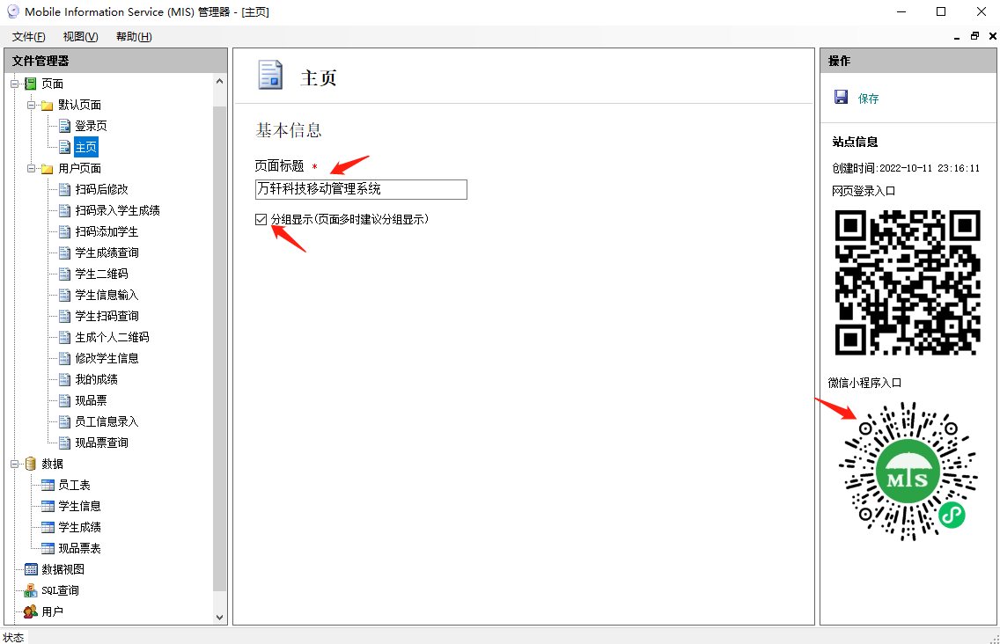 Mobile Information Service (MIS) 管理器 - [主页]
文件(F) 视图(V) 帮助(H)
文件管理器
页面
默认页面
登录页
主页
用户页面
扫码后修改
扫码录入学生成绩
扫码添加学生
学生成绩查询
学生二维码
学生信息输入
学生扫码查询
生成个人二维码
修改学生信息
我的成绩
现品票
员工信息录入
现品票查询
数据
员工表
学生信息
学生成绩
现品票表
数据视图
SQL查询
用户
主页
基本信息
页面标题 *
万轩科技移动管理系统
分组显示(页面多时建议分组显示)
操作
保存
站点信息
创建时间:2022-10-11 23:16:11
网页登录入口
微信小程序入口
MIS
状态